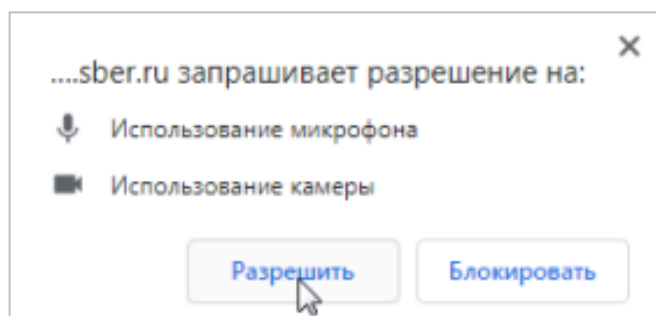 ....sber.ru запрашивает разрешение на:
Использование микрофона
Использование камеры
Разрешить
Блокировать